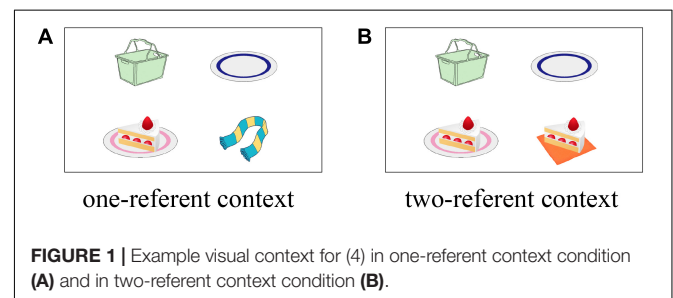 A
B
one-referent context
two-referent context
FIGURE 1 | Example visual context for (4) in one-referent context condition
(A) and in two-referent context condition (B).